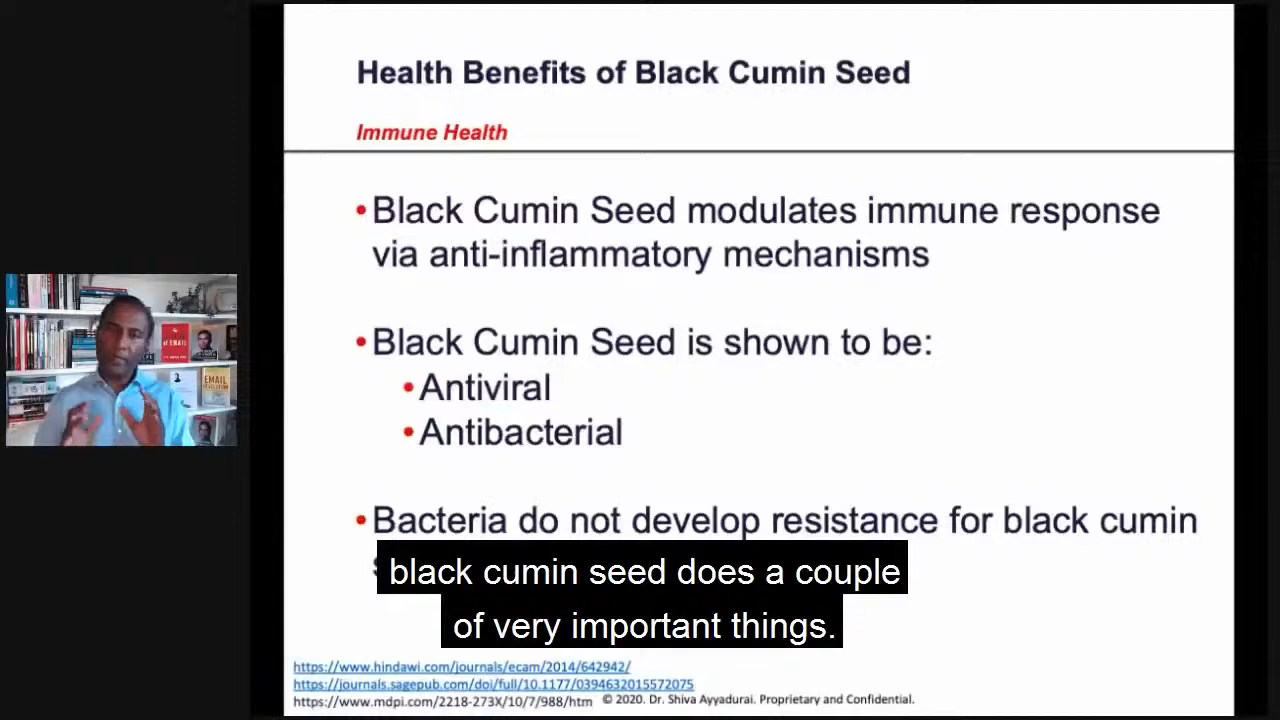 Health Benefits of Black Cumin Seed
Immune Health
•Black Cumin Seed modulates immune response
via anti-inflammatory mechanisms
•Black Cumin Seed is shown to be:
•Antiviral
•Antibacterial
•Bacteria do not develop resistance for black cumin
black cumin seed does a couple
of very important things.
https://www.hindawi.com/journals/ecam/2014/642942/
https://journals.sagepub.com/doi/full/10.1177/0394632015572075
https://www.mdpi.com/2218-273X/10/7/988/htm © 2020. Dr. Shiva Ayyadurai. Proprietary and Confidential.
of EMAIL
EMAIL